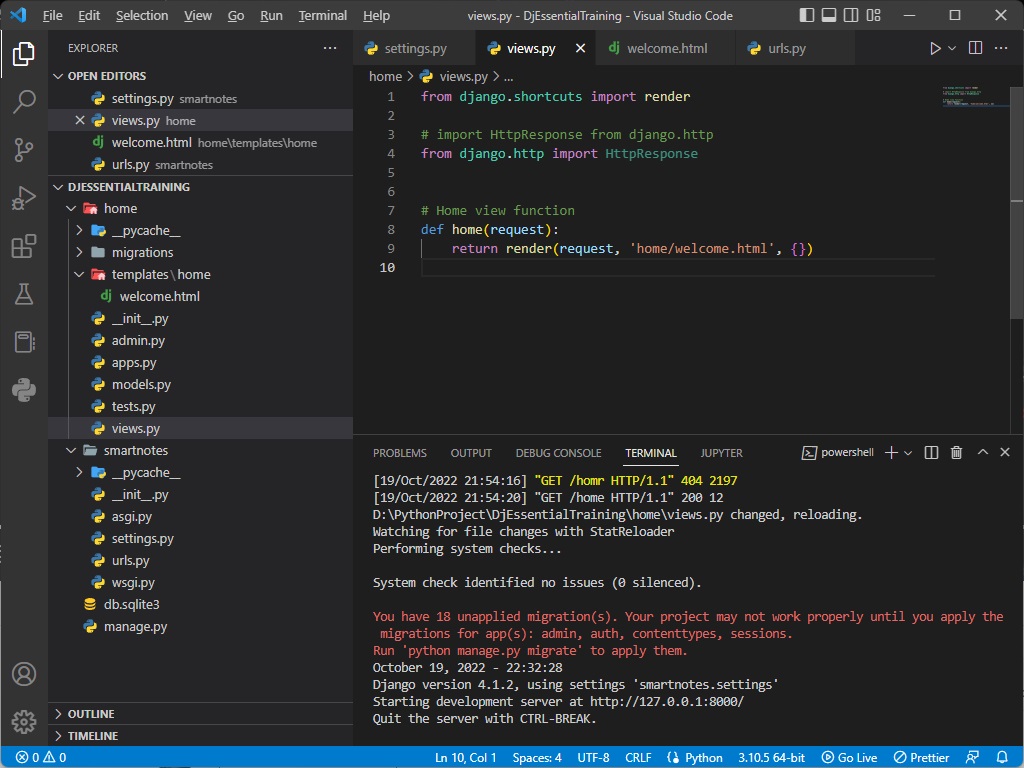 File Edit Selection View Go Run Terminal Help views.py - DjEssentialTraining - Visual Studio Code
EXPLORER
OPEN EDITORS
settings.py smartnotes
views.py home
welcome.html home\templates\home
urls.py smartnotes
DJESSENTIALTRAINING
home
__pycache__
migrations
templates\home
welcome.html
__init__.py
admin.py
apps.py
models.py
tests.py
views.py
smartnotes
__pycache__
__init__.py
asgi.py
settings.py
urls.py
wsgi.py
db.sqlite3
manage.py
OUTLINE
TIMELINE
settings.py views.py welcome.html urls.py
home > views.py > ...
1 from django.shortcuts import render
2
3 # import HttpResponse from django.http
4 from django.http import HttpResponse
5
6
7 # Home view function
8 def home(request):
9     return render(request, 'home/welcome.html', {})
10
PROBLEMS OUTPUT DEBUG CONSOLE TERMINAL JUPYTER powershell
[19/Oct/2022 21:54:16] "GET /homr HTTP/1.1" 404 2197
[19/Oct/2022 21:54:20] "GET /home HTTP/1.1" 200 12
D:\PythonProject\DjEssentialTraining\home\views.py changed, reloading.
Watching for file changes with StatReloader
Performing system checks...
System check identified no issues (0 silenced).
You have 18 unapplied migration(s). Your project may not work properly until you apply the
migrations for app(s): admin, auth, contenttypes, sessions.
Run 'python manage.py migrate' to apply them.
October 19, 2022 - 22:32:28
Django version 4.1.2, using settings 'smartnotes.settings'
Starting development server at http://127.0.0.1:8000/
Quit the server with CTRL-BREAK.
0 0 Ln 10, Col 1 Spaces: 4 UTF-8 CRLF Python 3.10.5 64-bit Go Live Prettier